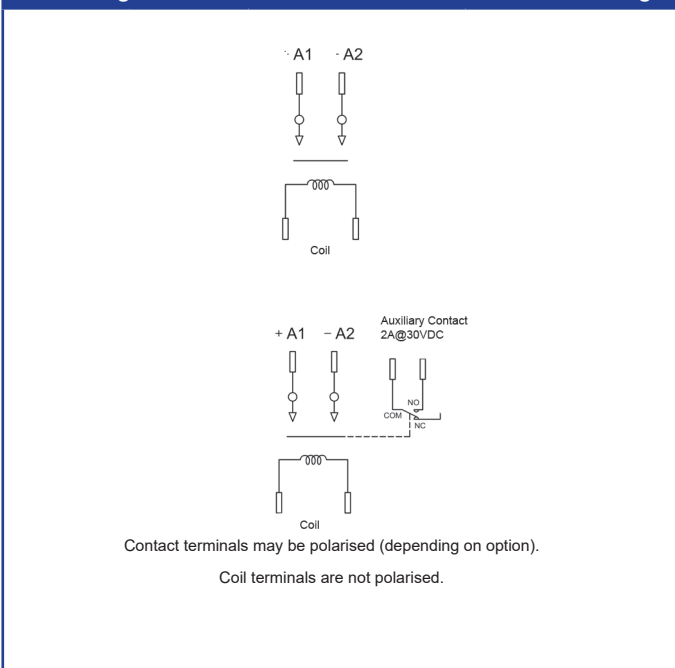 A1 - A2
Coil
Auxiliary Contact
+ A1 – A2 2A@30VDC
NO
COM
NC
Coil
Contact terminals may be polarised (depending on option).
Coil terminals are not polarised.